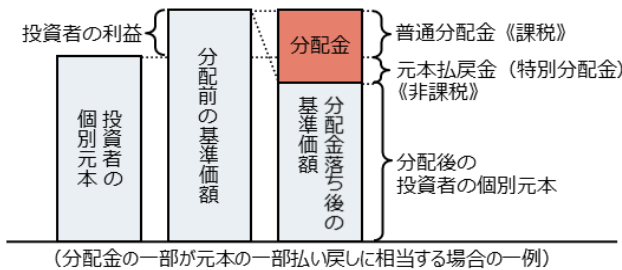 投資者の利益
投資者の
個別元本
分配前の基準価額
分配金
分配金落ち後の
基準価額
普通分配金《課税》
元本払戻金（特別分配金）
《非課税》
分配後の
投資者の個別元本
（分配金の一部が元本の一部払い戻しに相当する場合の一例）